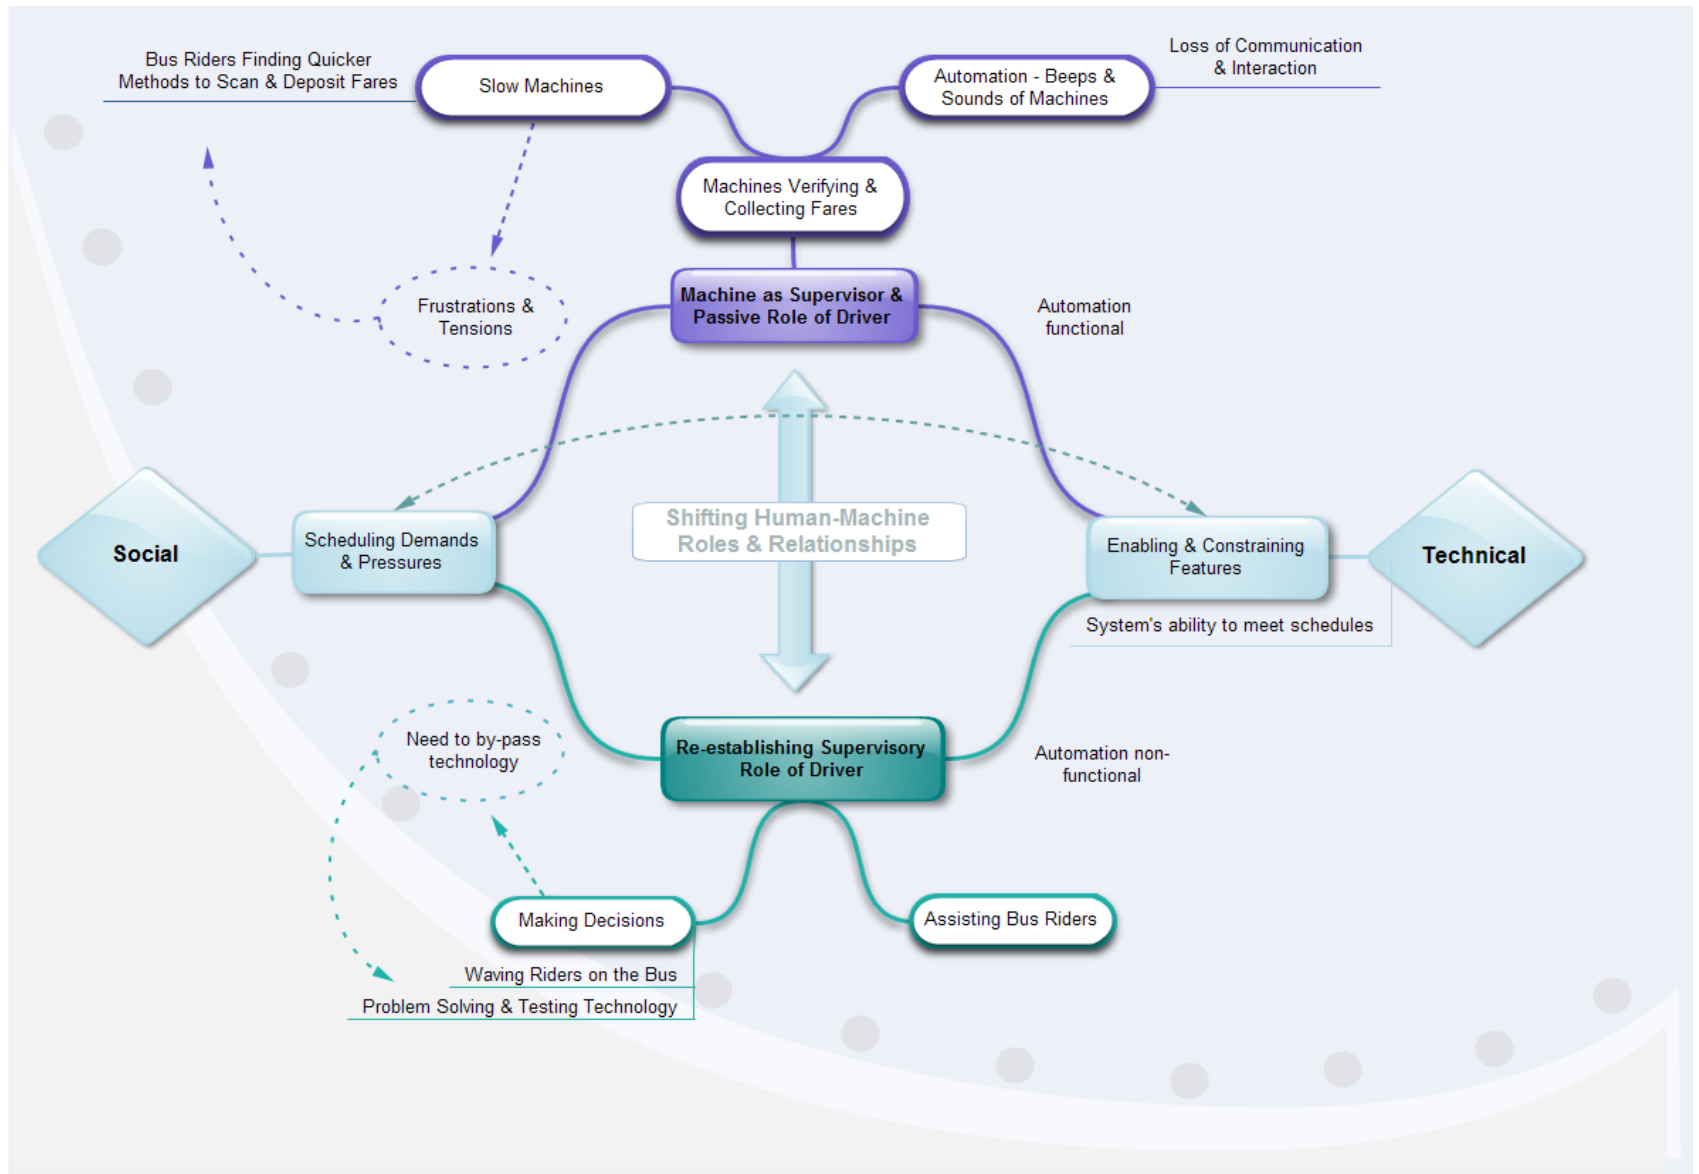 Bus Riders Finding Quicker
Methods to Scan & Deposit Fares
Slow Machines
Automation - Beeps &
Sounds of Machines
Loss of Communication
& Interaction
Machines Verifying &
Collecting Fares
Frustrations &
Tensions
Machine as Supervisor &
Passive Role of Driver
Automation
functional
Social
Scheduling Demands
& Pressures
Shifting Human-Machine
Roles & Relationships
Enabling & Constraining
Features
Technical
System's ability to meet schedules
Need to by-pass
technology
Re-establishing Supervisory
Role of Driver
Automation non-
functional
Making Decisions
Assisting Bus Riders
Waving Riders on the Bus
Problem Solving & Testing Technology